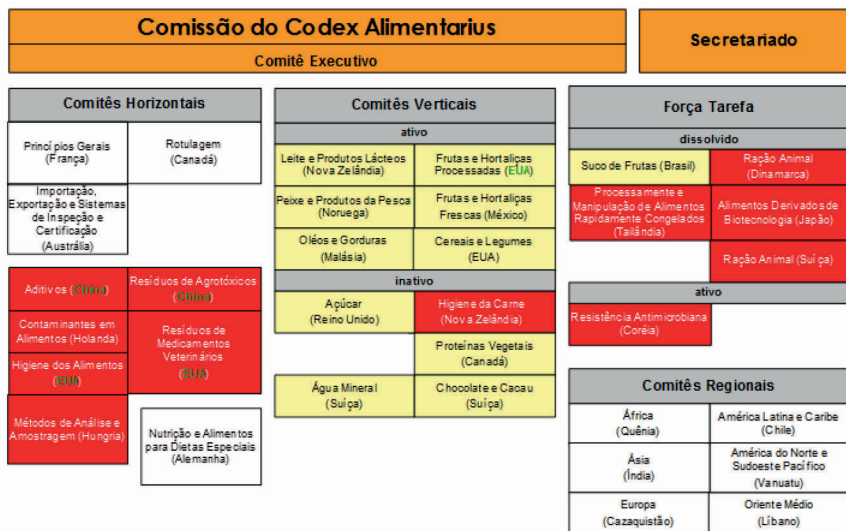 Comissão do Codex Alimentarius
Comitê Executivo
Secretariado
Comitês Horizontais
Princípios Gerais
(França)
Rotulagem
(Canadá)
Importação,
Exportação e Sistemas
de Inspeção e
Certificação
(Austrália)
Aditivos (China)
Resíduos de Agrotóxicos
(China)
Contaminantes em
Alimentos (Holanda)
Resíduos de
Medicamentos
Veterinários
(EUA)
Higiene dos Alimentos
(EUA)
Métodos de Análise e
Amostragem (Hungria)
Nutrição e Alimentos
para Dietas Especiais
(Alemanha)
Comitês Verticais
ativo
Leite e Produtos Lácteos
(Nova Zelândia)
Frutas e Hortaliças
Processadas (EUA)
Peixe e Produtos da Pesca
(Noruega)
Frutas e Hortaliças
Frescas (México)
Oléos e Gorduras
(Malásia)
Cereais e Legumes
(EUA)
inativo
Açúcar
(Reino Unido)
Higiene da Carne
(Nova Zelândia)
Proteínas Vegetais
(Canadá)
Água Mineral
(Suíça)
Chocolate e Cacau
(Suíça)
Força Tarefa
dissolvido
Suco de Frutas (Brasil)
Ração Animal
(Dinamarca)
Processamente e
Manipulação de Alimentos
Rapidamente Congelados
(Tailândia)
Alimentos Derivados de
Biotecnologia (Japão)
Ração Animal (Suíça)
ativo
Resistência Antimicrobiana
(Coréia)
Comitês Regionais
África
(Quênia)
América Latina e Caribe
(Chile)
Ásia
(Índia)
América do Norte e
Sudoeste Pacífico
(Vanuatu)
Europa
(Cazaquistão)
Oriente Médio
(Líbano)